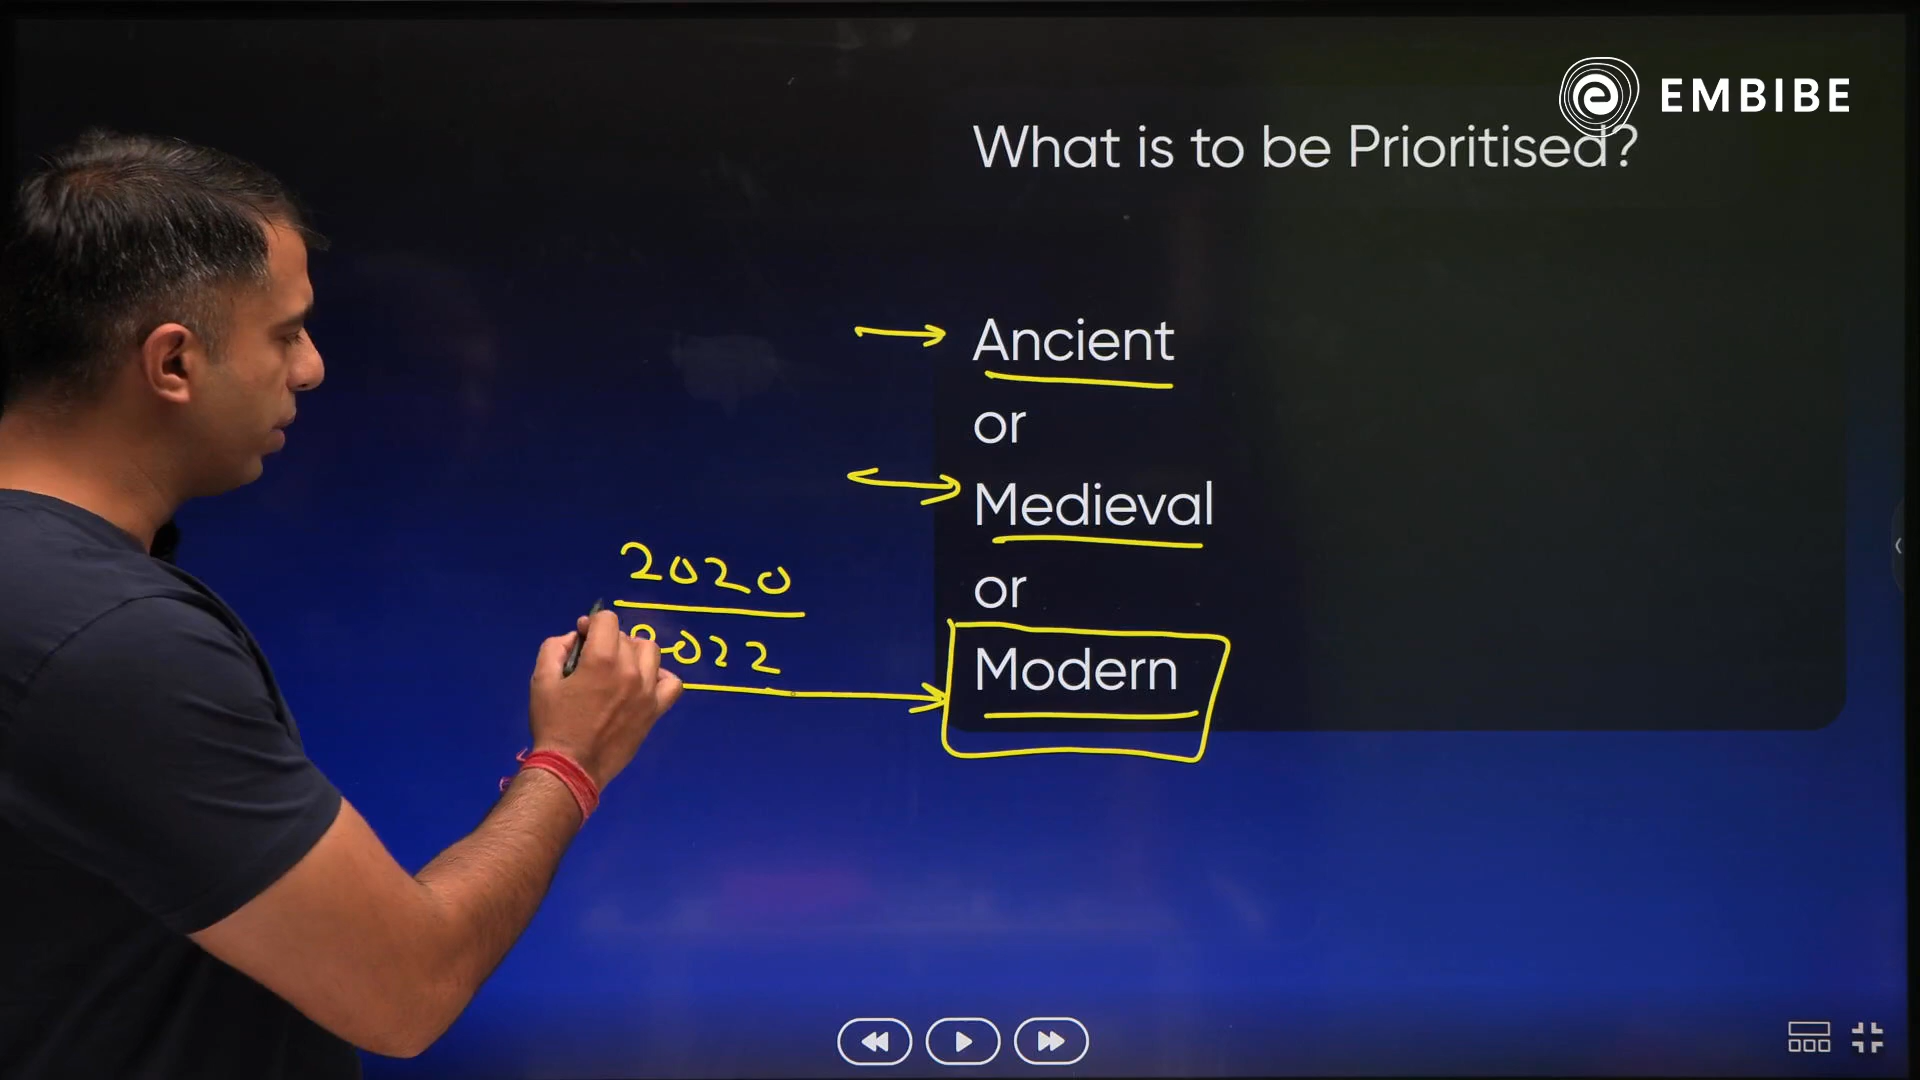 EMBIBE
What is to be Prioritised?
Ancient
or
Medieval
or
Modern
2020
2022